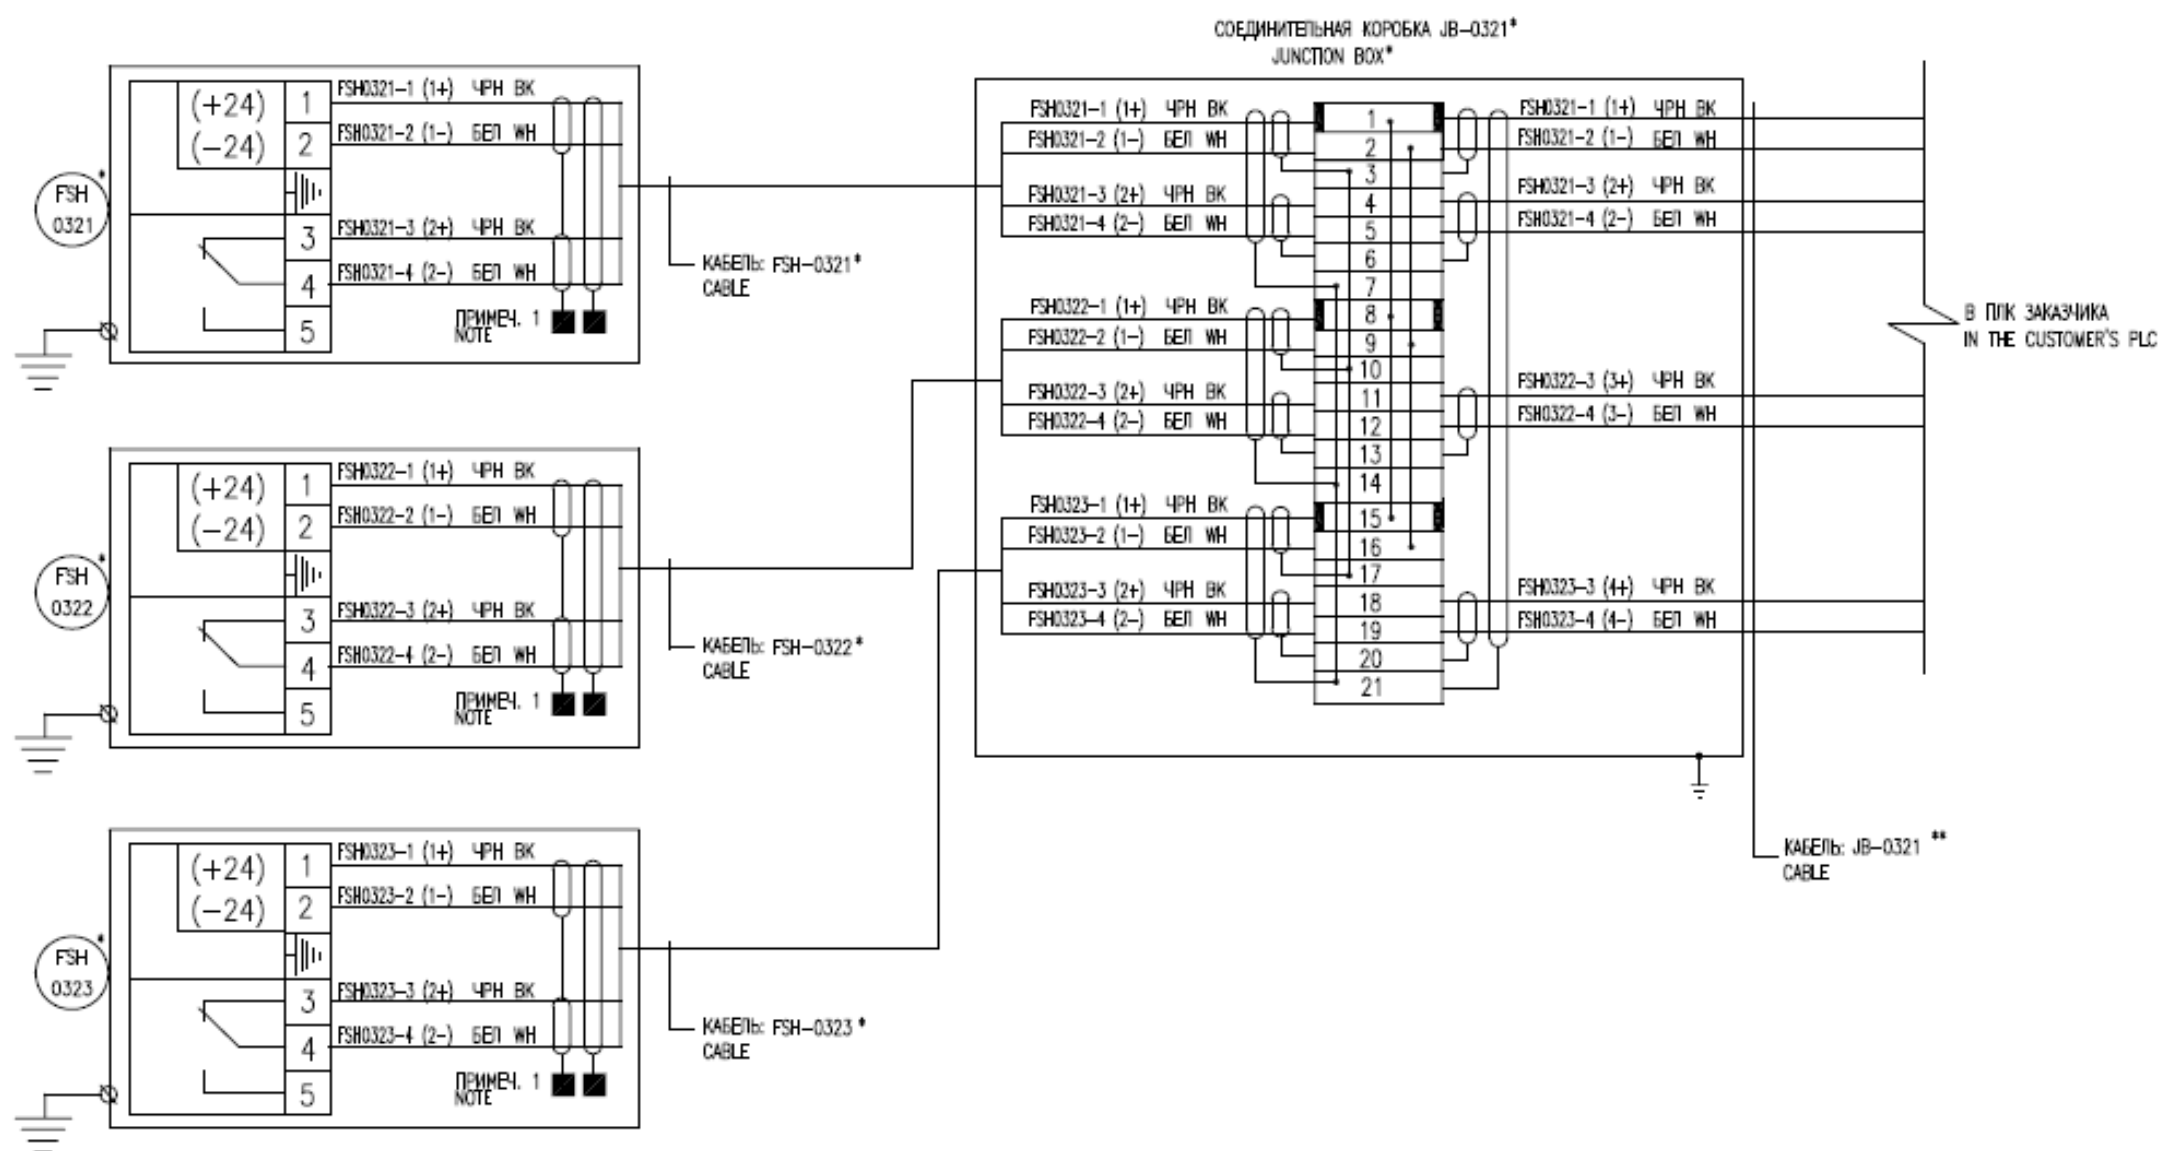 СОЕДИНИТЕЛЬНАЯ КОРОБКА JB-0321*
JUNCTION BOX*
FSH
0321
*
(+24)
(-24)
1
2
3
4
5
FSH0321-1 (1+) ЧРН BK
FSH0321-2 (1-) БЕЛ WH
FSH0321-3 (2+) ЧРН BK
FSH0321-4 (2-) БЕЛ WH
ПРИМЕЧ. 1
NOTE
КАБЕЛЬ: FSH-0321*
CABLE
FSH
0322
*
(+24)
(-24)
1
2
3
4
5
FSH0322-1 (1+) ЧРН BK
FSH0322-2 (1-) БЕЛ WH
FSH0322-3 (2+) ЧРН BK
FSH0322-4 (2-) БЕЛ WH
ПРИМЕЧ. 1
NOTE
КАБЕЛЬ: FSH-0322*
CABLE
FSH
0323
*
(+24)
(-24)
1
2
3
4
5
FSH0323-1 (1+) ЧРН BK
FSH0323-2 (1-) БЕЛ WH
FSH0323-3 (2+) ЧРН BK
FSH0323-4 (2-) БЕЛ WH
ПРИМЕЧ. 1
NOTE
КАБЕЛЬ: FSH-0323*
CABLE
FSH0321-1 (1+) ЧРН BK
FSH0321-2 (1-) БЕЛ WH
FSH0321-3 (2+) ЧРН BK
FSH0321-4 (2-) БЕЛ WH
FSH0322-1 (1+) ЧРН BK
FSH0322-2 (1-) БЕЛ WH
FSH0322-3 (2+) ЧРН BK
FSH0322-4 (2-) БЕЛ WH
FSH0323-1 (1+) ЧРН BK
FSH0323-2 (1-) БЕЛ WH
FSH0323-3 (2+) ЧРН BK
FSH0323-4 (2-) БЕЛ WH
1
2
3
4
5
6
7
8
9
10
11
12
13
14
15
16
17
18
19
20
21
FSH0321-1 (1+) ЧРН BK
FSH0321-2 (1-) БЕЛ WH
FSH0321-3 (2+) ЧРН BK
FSH0321-4 (2-) БЕЛ WH
FSH0322-3 (3+) ЧРН BK
FSH0322-4 (3-) БЕЛ WH
FSH0323-3 (4+) ЧРН BK
FSH0323-4 (4-) БЕЛ WH
В ПЛК ЗАКАЗЧИКА
IN THE CUSTOMER'S PLC
КАБЕЛЬ: JB-0321 **
CABLE